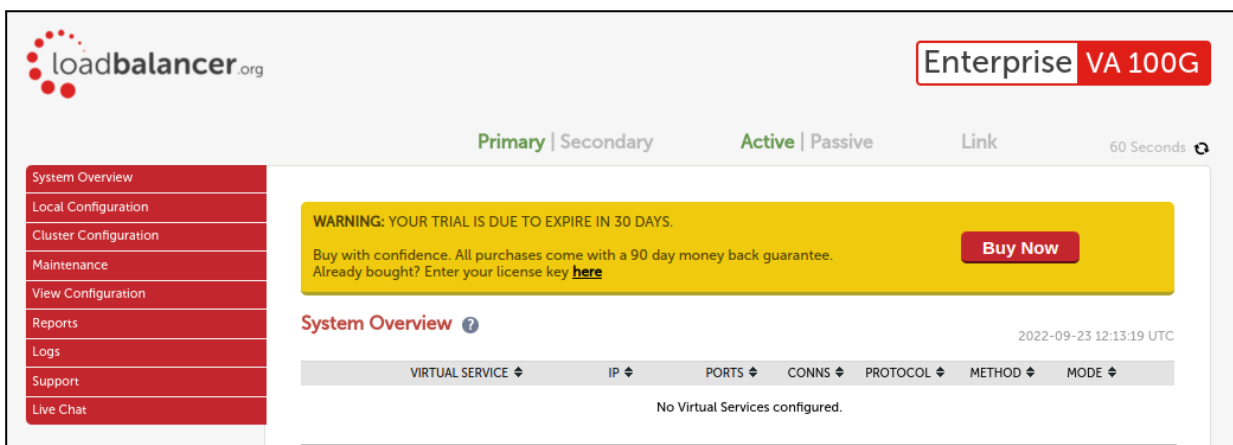 loadbalancer.org
Enterprise VA 100G
Primary | Secondary Active | Passive Link 60 Seconds
System Overview
Local Configuration
Cluster Configuration
Maintenance
View Configuration
Reports
Logs
Support
Live Chat
WARNING: YOUR TRIAL IS DUE TO EXPIRE IN 30 DAYS.
Buy with confidence. All purchases come with a 90 day money back guarantee.
Already bought? Enter your license key here
Buy Now
System Overview ?
2022-09-23 12:13:19 UTC
VIRTUAL SERVICE IP PORTS CONNS PROTOCOL METHOD MODE
No Virtual Services configured.